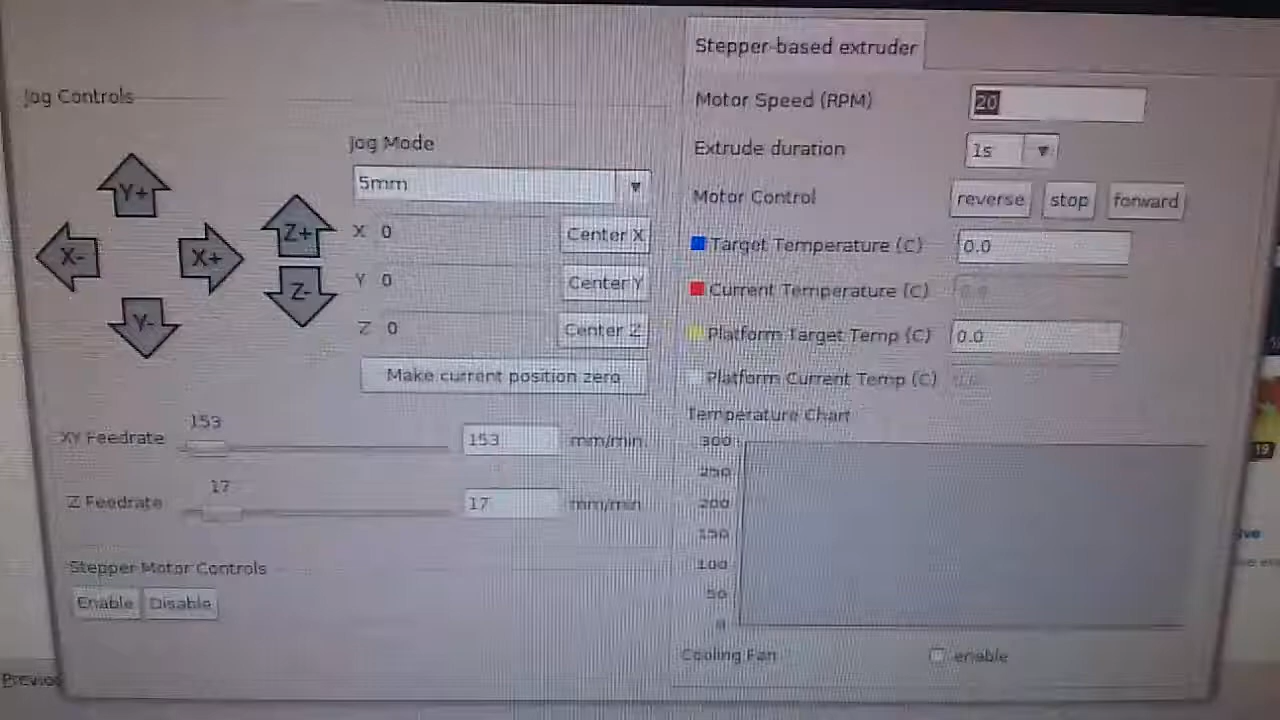 Stepper-based extruder
Jog Controls
Y+
X-
X+
Y-
Z+
Z-
Jog Mode
5mm
X 0 Center X
Y 0 Center Y
Z 0 Center Z
Make current position zero
153
XY Feedrate 153 mm/min.
17
Z Feedrate 17 mm/min
Stepper Motor Controls
Enable Disable
Motor Speed (RPM) 20
Extrude duration 1s
Motor Control reverse stop forward
Target Temperature (C) 0.0
Current Temperature (C)
Platform Target Temp (C) 0.0
Platform Current Temp (C)
Temperature Chart
300
250
200
150
100
50
0
Cooling Fan enable
19